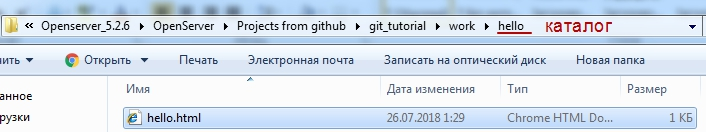 Openserver_5.2.6 ▸ OpenServer ▸ Projects from github ▸ git_tutorial ▸ work ▸ hello каталог
ить Открыть Печать Электронная почта Записать на оптический диск Новая папка
Имя Дата изменения Тип Размер
анное hello.html 26.07.2018 1:29 Chrome HTML Do... 1 КБ
рузки